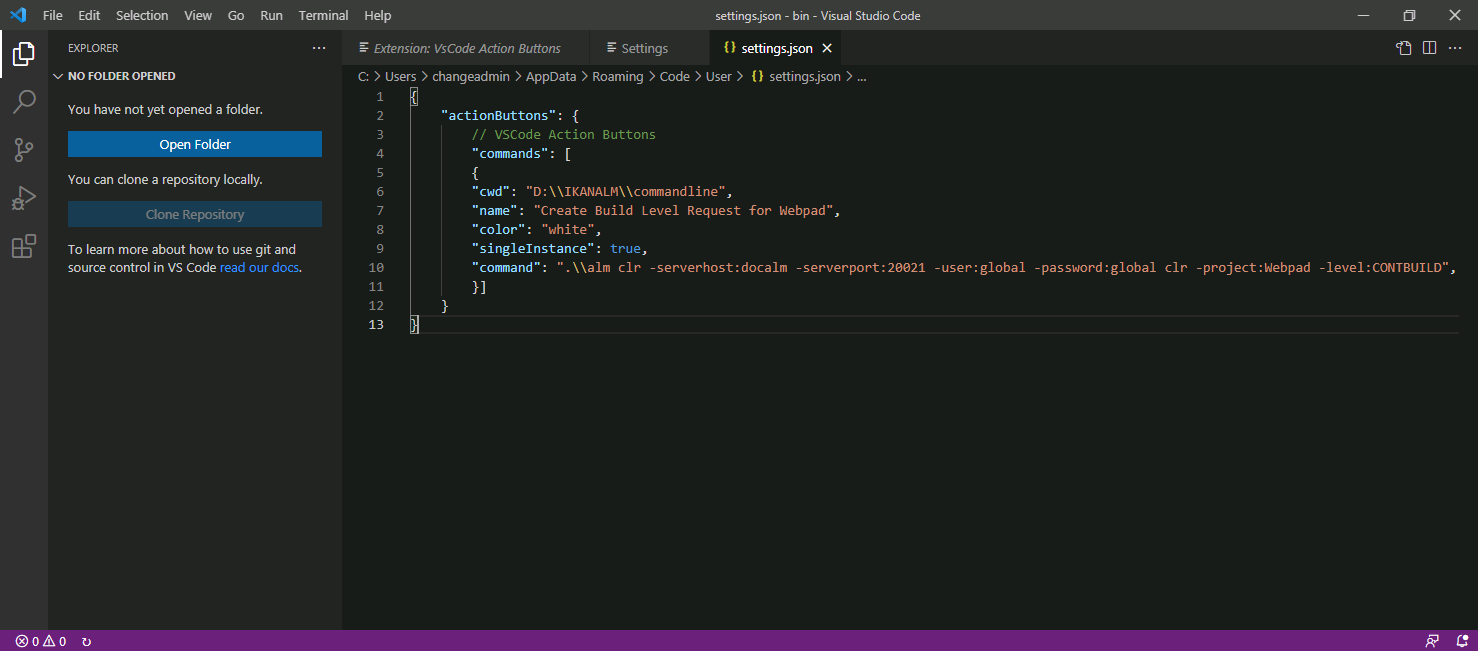 File Edit Selection View Go Run Terminal Help
settings.json - bin - Visual Studio Code
EXPLORER
NO FOLDER OPENED
You have not yet opened a folder.
Open Folder
You can clone a repository locally.
Clone Repository
To learn more about how to use git and
source control in VS Code read our docs.
Extension: VsCode Action Buttons
Settings
{} settings.json
C: > Users > changeadmin > AppData > Roaming > Code > User > {} settings.json > ...
1 {
2 "actionButtons": {
3 // VSCode Action Buttons
4 "commands": [
5 {
6 "cwd": "D:\\IKANALM\\commandline",
7 "name": "Create Build Level Request for Webpad",
8 "color": "white",
9 "singleInstance": true,
10 "command": ".\\alm clr -serverhost:docalm -serverport:20021 -user:global -password:global clr -project:Webpad -level:CONTBUILD",
11 }]
12 }
13 }
0 0